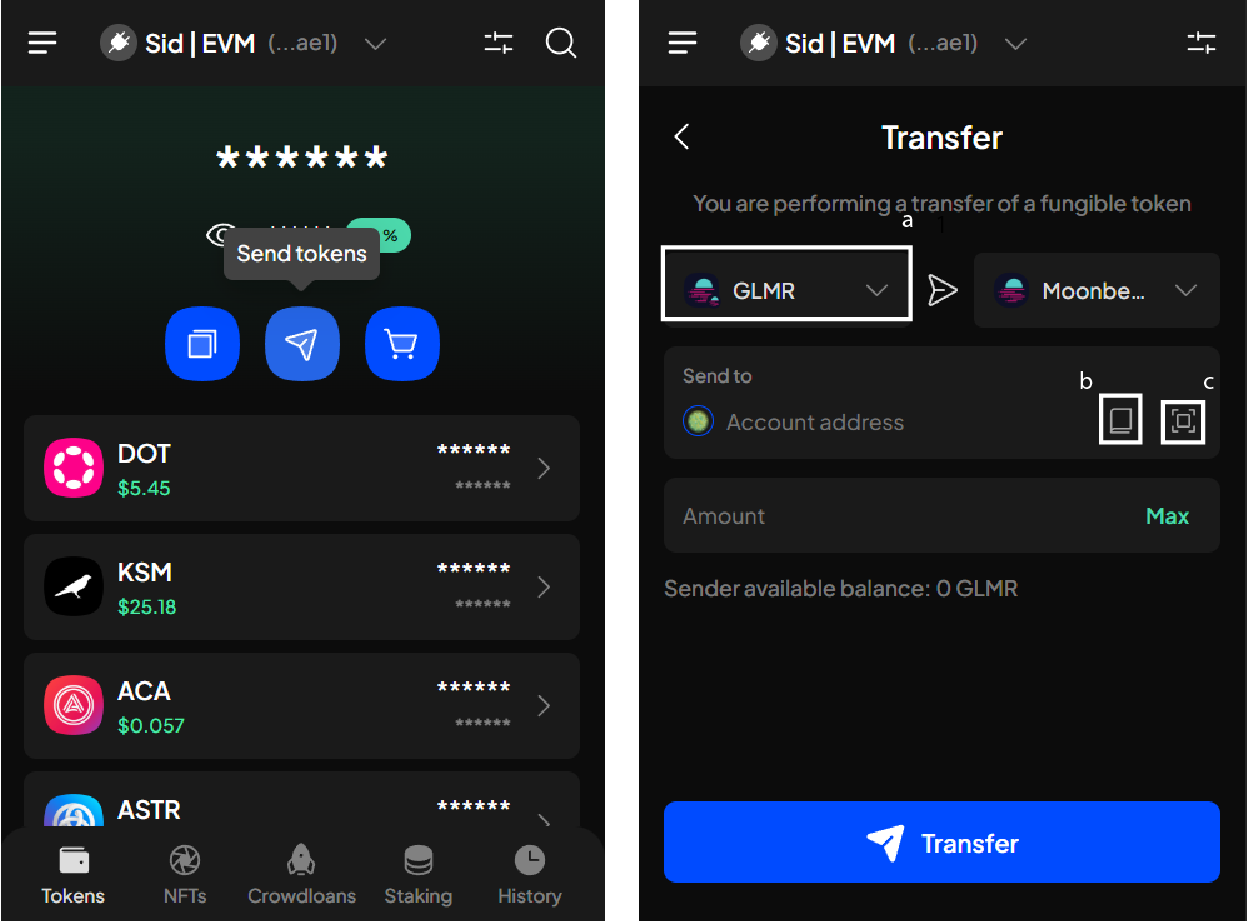 Sid | EVM (...ae1)
******
%
Send tokens
DOT
$5.45
******
******
KSM
$25.18
******
******
ACA
$0.057
******
******
ASTR
******
Tokens
NFTs
Crowdloans
Staking
History
Sid | EVM (...ae1)
Transfer
You are performing a transfer of a fungible token
a
1
GLMR
Moonbe...
Send to
b
c
Account address
Amount
Max
Sender available balance: 0 GLMR
Transfer